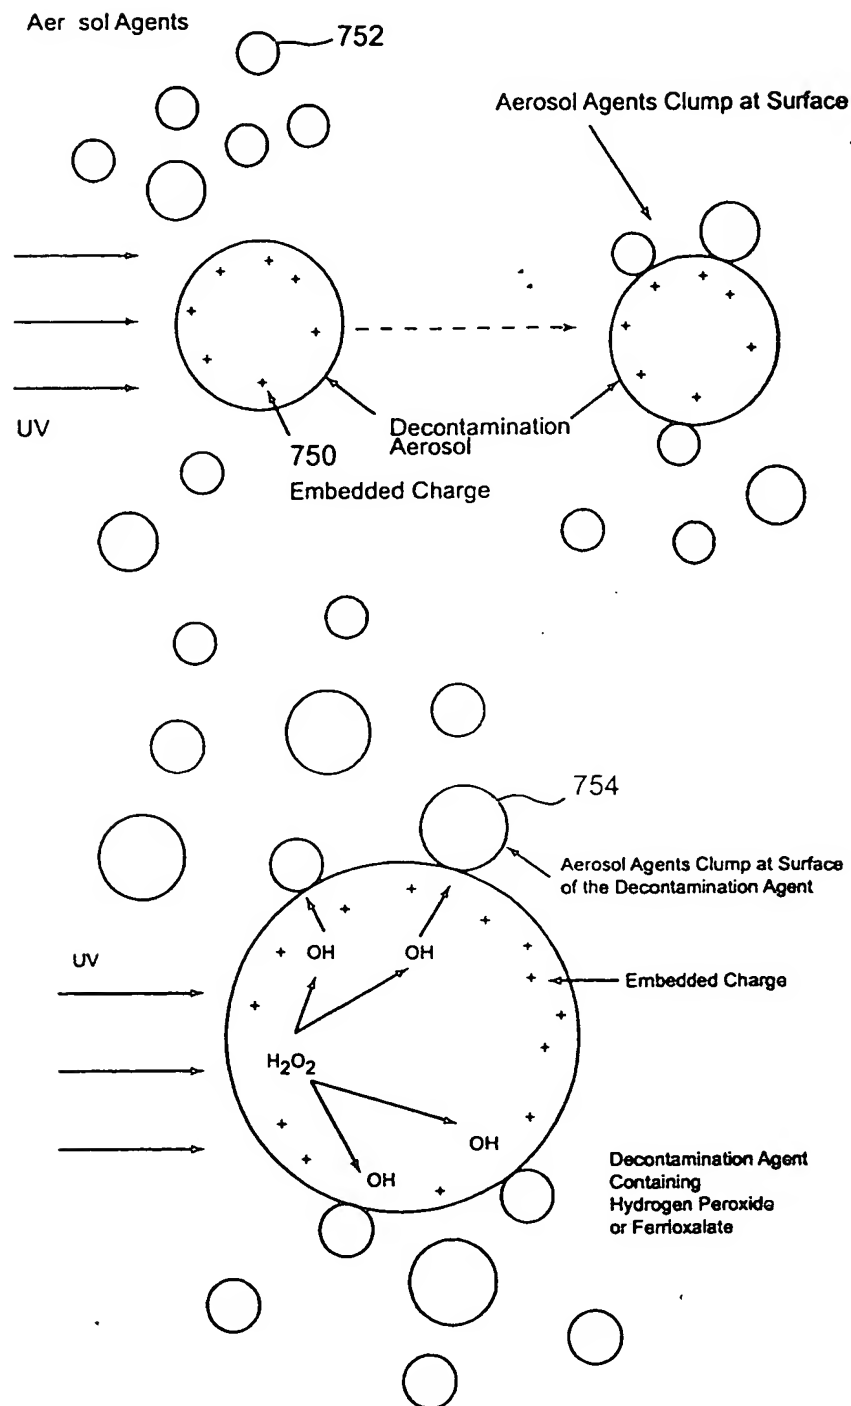 Aer sol Agents
752
Aerosol Agents Clump at Surface
UV
Decontamination
Aerosol
750
Embedded Charge
754
Aerosol Agents Clump at Surface
of the Decontamination Agent
UV
OH
OH
Embedded Charge
H2O2
OH
OH
Decontamination Agent
Containing
Hydrogen Peroxide
or Ferrioxalate